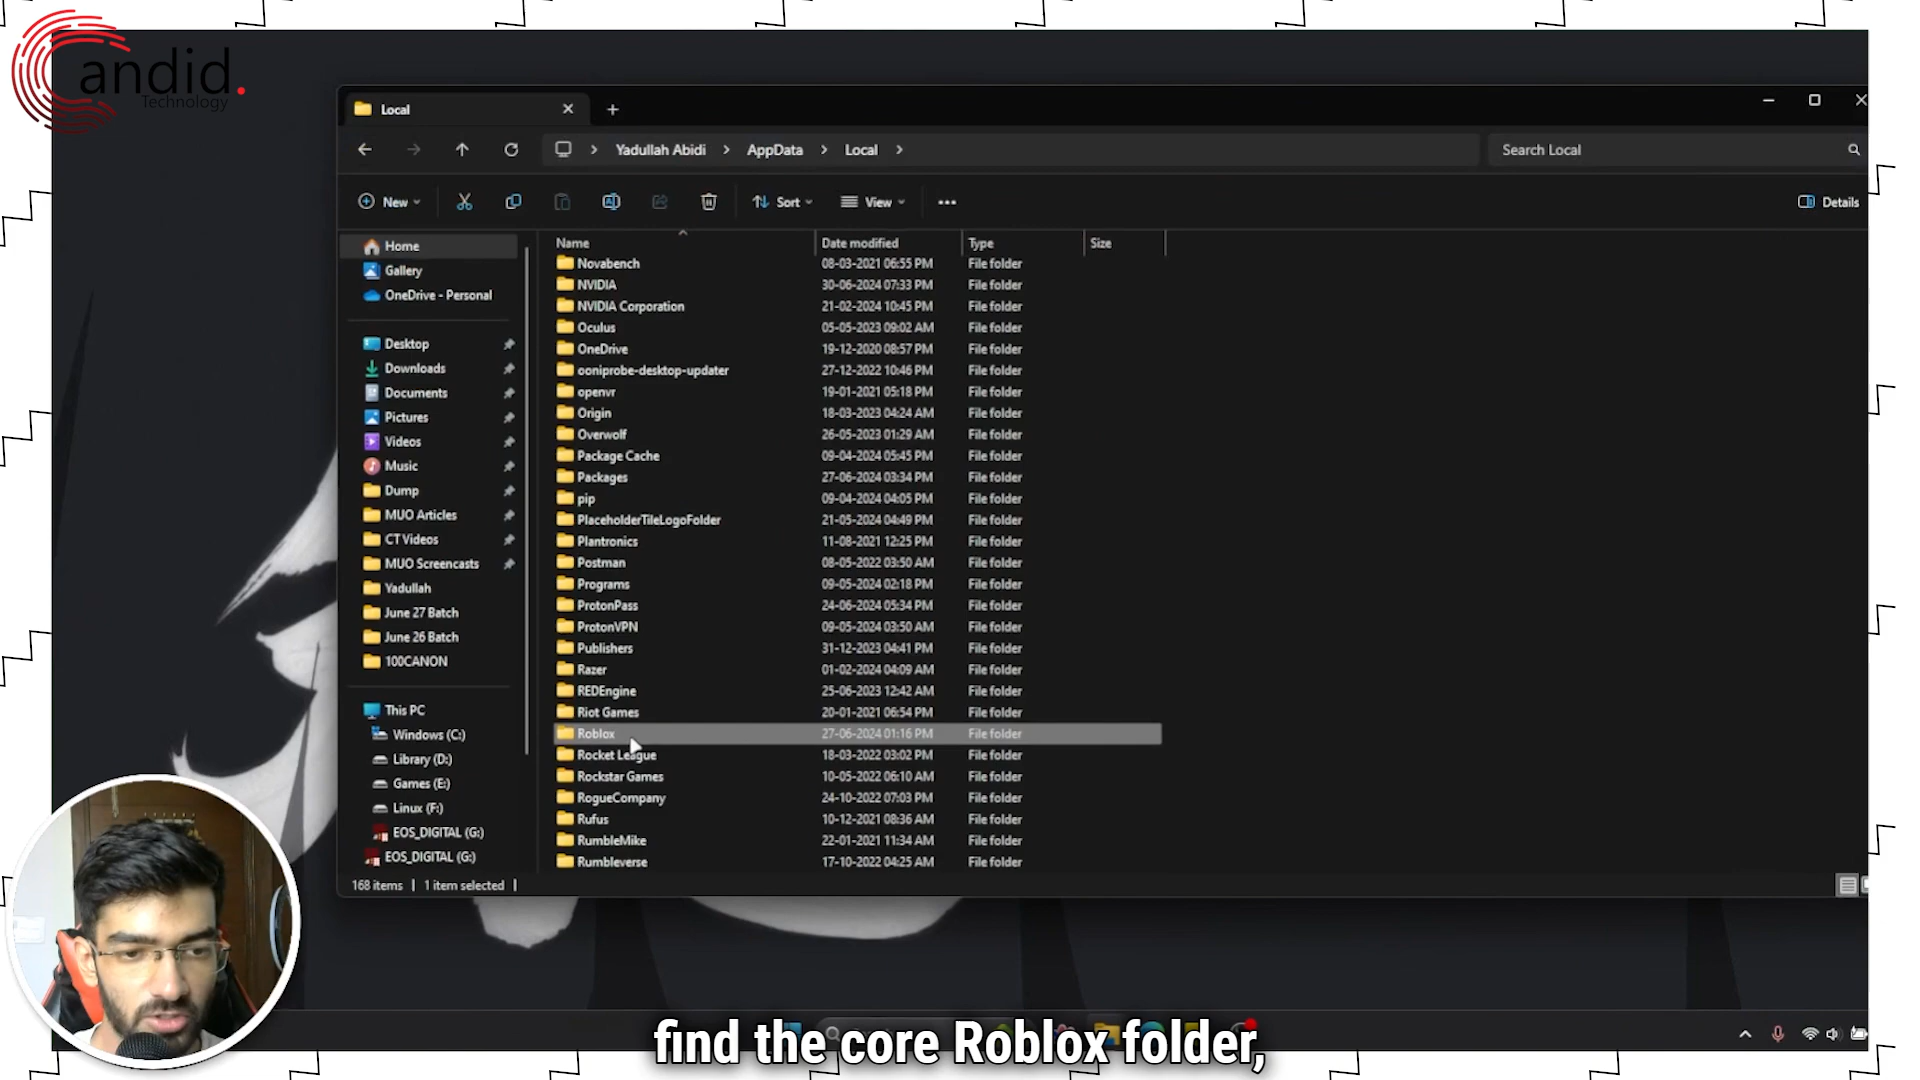 Candid.
Technology
Local
Yadullah Abidi
AppData
Local
Search Local
New
Sort
View
Details
Home
Gallery
OneDrive - Personal
Desktop
Downloads
Documents
Pictures
Videos
Music
Dump
MUO Articles
CT Videos
MUO Screencasts
Yadullah
June 27 Batch
June 26 Batch
100CANON
This PC
Windows (C:)
Library (D:)
Games (E:)
Linux (F:)
EOS_DIGITAL (G:)
EOS_DIGITAL (G:)
Name Date modified Type Size
Novabench 08-03-2021 06:55 PM File folder
NVIDIA 30-06-2024 07:33 PM File folder
NVIDIA Corporation 21-02-2024 10:45 PM File folder
Oculus 05-05-2023 09:02 AM File folder
OneDrive 19-12-2020 08:57 PM File folder
ooniprobe-desktop-updater 27-12-2022 10:46 PM File folder
openvr 19-01-2021 05:18 PM File folder
Origin 18-03-2023 04:24 AM File folder
Overwolf 26-05-2023 01:29 AM File folder
Package Cache 09-04-2024 05:45 PM File folder
Packages 27-06-2024 03:34 PM File folder
pip 09-04-2024 04:05 PM File folder
PlaceholderTileLogoFolder 21-05-2024 04:49 PM File folder
Plantronics 11-08-2021 12:25 PM File folder
Postman 08-05-2022 03:50 AM File folder
Programs 09-05-2024 02:18 PM File folder
ProtonPass 24-06-2024 05:34 PM File folder
ProtonVPN 09-05-2024 03:50 AM File folder
Publishers 31-12-2023 04:41 PM File folder
Razer 01-02-2024 04:09 AM File folder
REDEngine 25-06-2023 12:42 AM File folder
Riot Games 20-01-2021 06:54 PM File folder
Roblox 27-06-2024 01:16 PM File folder
Rocket League 18-03-2022 03:02 PM File folder
Rockstar Games 10-05-2022 06:10 AM File folder
RogueCompany 24-10-2022 07:03 PM File folder
Rufus 10-12-2021 08:36 AM File folder
RumbleMike 22-01-2021 11:34 AM File folder
Rumbleverse 17-10-2022 04:25 AM File folder
168 items 1 item selected
find the core Roblox folder,